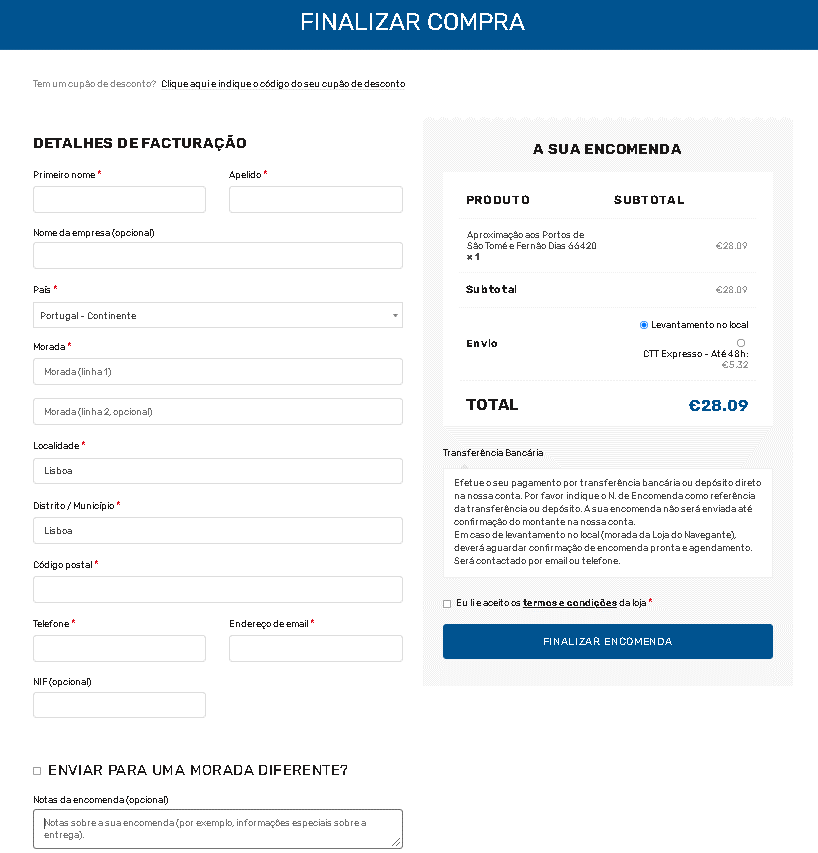 FINALIZAR COMPRA
Tem um cupão de desconto? Clique aqui e indique o código do seu cupão de desconto
DETALHES DE FACTURAÇÃO
Primeiro nome *
Apelido *
Nome da empresa (opcional)
País *
Portugal - Continente
Morada *
Morada (linha 1)
Morada (linha 2, opcional)
Localidade *
Lisboa
Distrito / Município *
Lisboa
Código postal *
Telefone *
Endereço de email *
NIF (opcional)
ENVIAR PARA UMA MORADA DIFERENTE?
Notas da encomenda (opcional)
Notas sobre a sua encomenda (por exemplo, informações especiais sobre a
entrega).
A SUA ENCOMENDA
PRODUTO SUBTOTAL
Aproximação aos Portos de
São Tomé e Fernão Dias 66420
× 1
€28.09
Subtotal €28.09
Envio
Levantamento no local
CTT Expresso - Até 48h:
€5.32
TOTAL €28.09
Transferência Bancária
Efetue o seu pagamento por transferência bancária ou depósito direto
na nossa conta. Por favor indique o N. de Encomenda como referência
da transferência ou depósito. A sua encomenda não será enviada até
confirmação do montante na nossa conta.
Em caso de levantamento no local (morada da Loja do Navegante),
deverá aguardar confirmação de encomenda pronta e agendamento.
Será contactado por email ou telefone.
Eu li e aceito os termos e condições da loja *
FINALIZAR ENCOMENDA